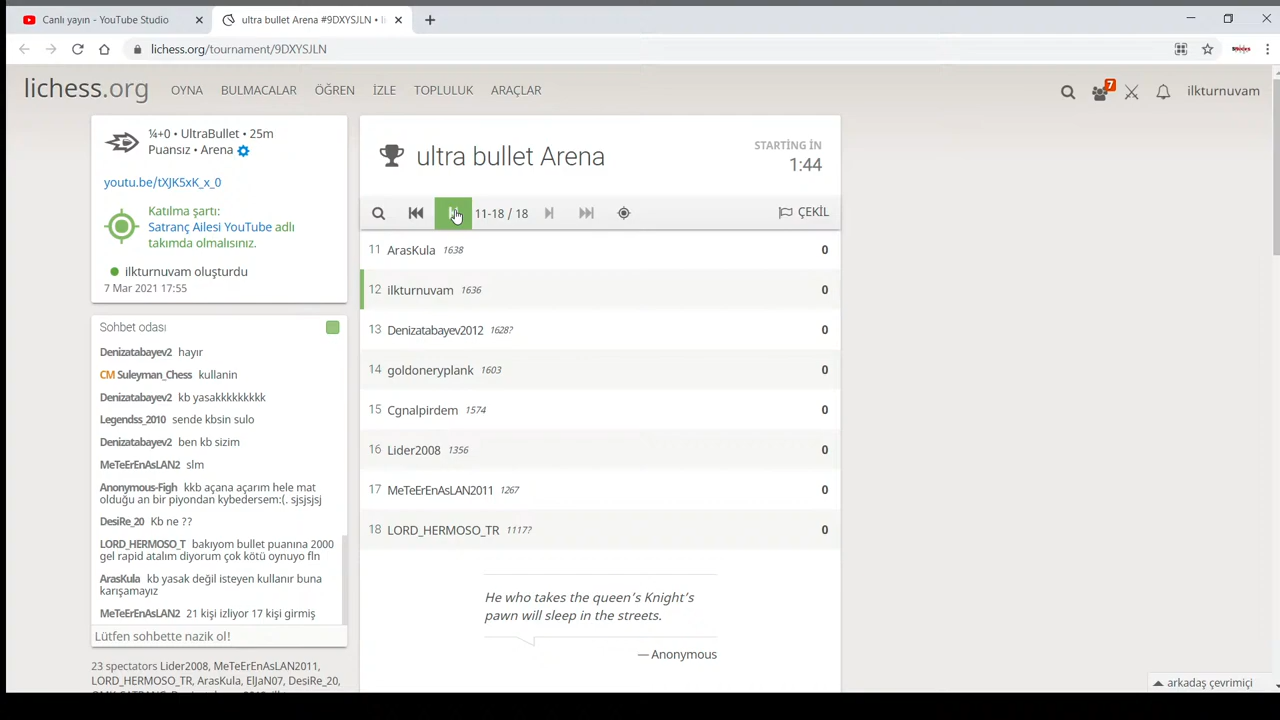 Canlı yayın - YouTube Studio
ultra bullet Arena #9DXYSJLN • li
lichess.org/tournament/9DXYSJLN
lichess.org
OYNA
BULMACALAR
ÖĞREN
İZLE
TOPLULUK
ARAÇLAR
7
ilkturnuvam
¼+0 • UltraBullet • 25m
Puansız • Arena
youtu.be/tXJK5xK_x_0
Katılma şartı:
Satranç Ailesi YouTube adlı
takımda olmalısınız.
ilkturnuvam oluşturdu
7 Mar 2021 17:55
Sohbet odası
Denizatabayev2 hayır
CM Suleyman_Chess kullanin
Denizatabayev2 kb yasakkkkkkkkk
Legendss_2010 sende kbsin sulo
Denizatabayev2 ben kb sizim
MeTeErEnAsLAN2 slm
Anonymous-Figh kkb açana açarım hele mat
olduğu an bir piyondan kybedersem:(. sjsjsjsj
DesiRe_20 Kb ne ??
LORD_HERMOSO_T bakıyom bullet puanına 2000
gel rapid atalım diyorum çok kötü oynuyo fln
ArasKula kb yasak değil isteyen kullanır buna
karışamayız
MeTeErEnAsLAN2 21 kişi izliyor 17 kişi girmiş
Lütfen sohbette nazik ol!
23 spectators Lider2008, MeTeErEnAsLAN2011,
LORD_HERMOSO_TR, ArasKula, ElJaN07, DesiRe_20,
ultra bullet Arena
STARTİNG İN
1:44
11-18 / 18
ÇEKİL
11 ArasKula 1638 0
12 ilkturnuvam 1636 0
13 Denizatabayev2012 1628? 0
14 goldoneryplank 1603 0
15 Cgnalpirdem 1574 0
16 Lider2008 1356 0
17 MeTeErEnAsLAN2011 1267 0
18 LORD_HERMOSO_TR 1117? 0
He who takes the queen's Knight's
pawn will sleep in the streets.
— Anonymous
arkadaş çevrimiçi